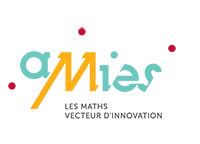 aMies
LES MATHS
VECTEUR D'INNOVATION